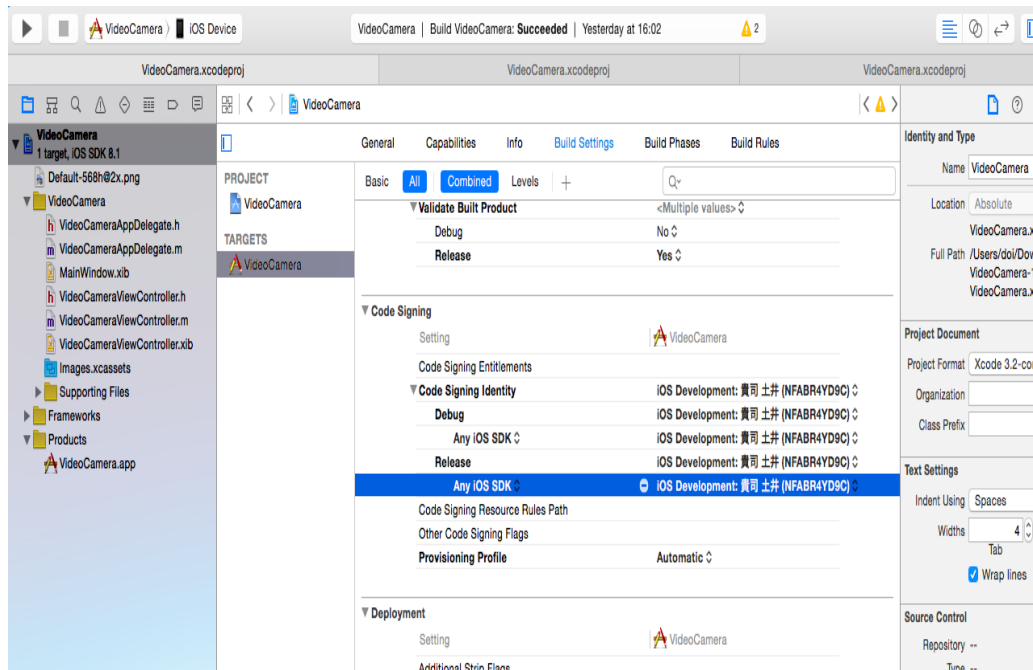 VideoCamera iOS Device
VideoCamera | Build VideoCamera: Succeeded | Yesterday at 16:02 2
VideoCamera.xcodeproj VideoCamera.xcodeproj VideoCamera.xcodeproj
VideoCamera
1 target, iOS SDK 8.1
Default-568h@2x.png
VideoCamera
VideoCameraAppDelegate.h
VideoCameraAppDelegate.m
MainWindow.xib
VideoCameraViewController.h
VideoCameraViewController.m
VideoCameraViewController.xib
Images.xcassets
Supporting Files
Frameworks
Products
VideoCamera.app
VideoCamera
PROJECT
VideoCamera
TARGETS
VideoCamera
General Capabilities Info Build Settings Build Phases Build Rules
Basic All Combined Levels +
Validate Built Product <Multiple values>
Debug No
Release Yes
Code Signing
Setting VideoCamera
Code Signing Entitlements
Code Signing Identity iOS Development: 貴司 土井 (NFABR4YD9C)
Debug iOS Development: 貴司 土井 (NFABR4YD9C)
Any iOS SDK iOS Development: 貴司 土井 (NFABR4YD9C)
Release iOS Development: 貴司 土井 (NFABR4YD9C)
Any iOS SDK iOS Development: 貴司 土井 (NFABR4YD9C)
Code Signing Resource Rules Path
Other Code Signing Flags
Provisioning Profile Automatic
Deployment
Setting VideoCamera
Additional Strip Flags
Identity and Type
Name VideoCamera
Location Absolute
VideoCamera.x
Full Path /Users/doi/Dow
VideoCamera-
VideoCamera.x
Project Document
Project Format Xcode 3.2-co
Organization
Class Prefix
Text Settings
Indent Using Spaces
Widths 4
Tab
Wrap lines
Source Control
Repository --
Type --